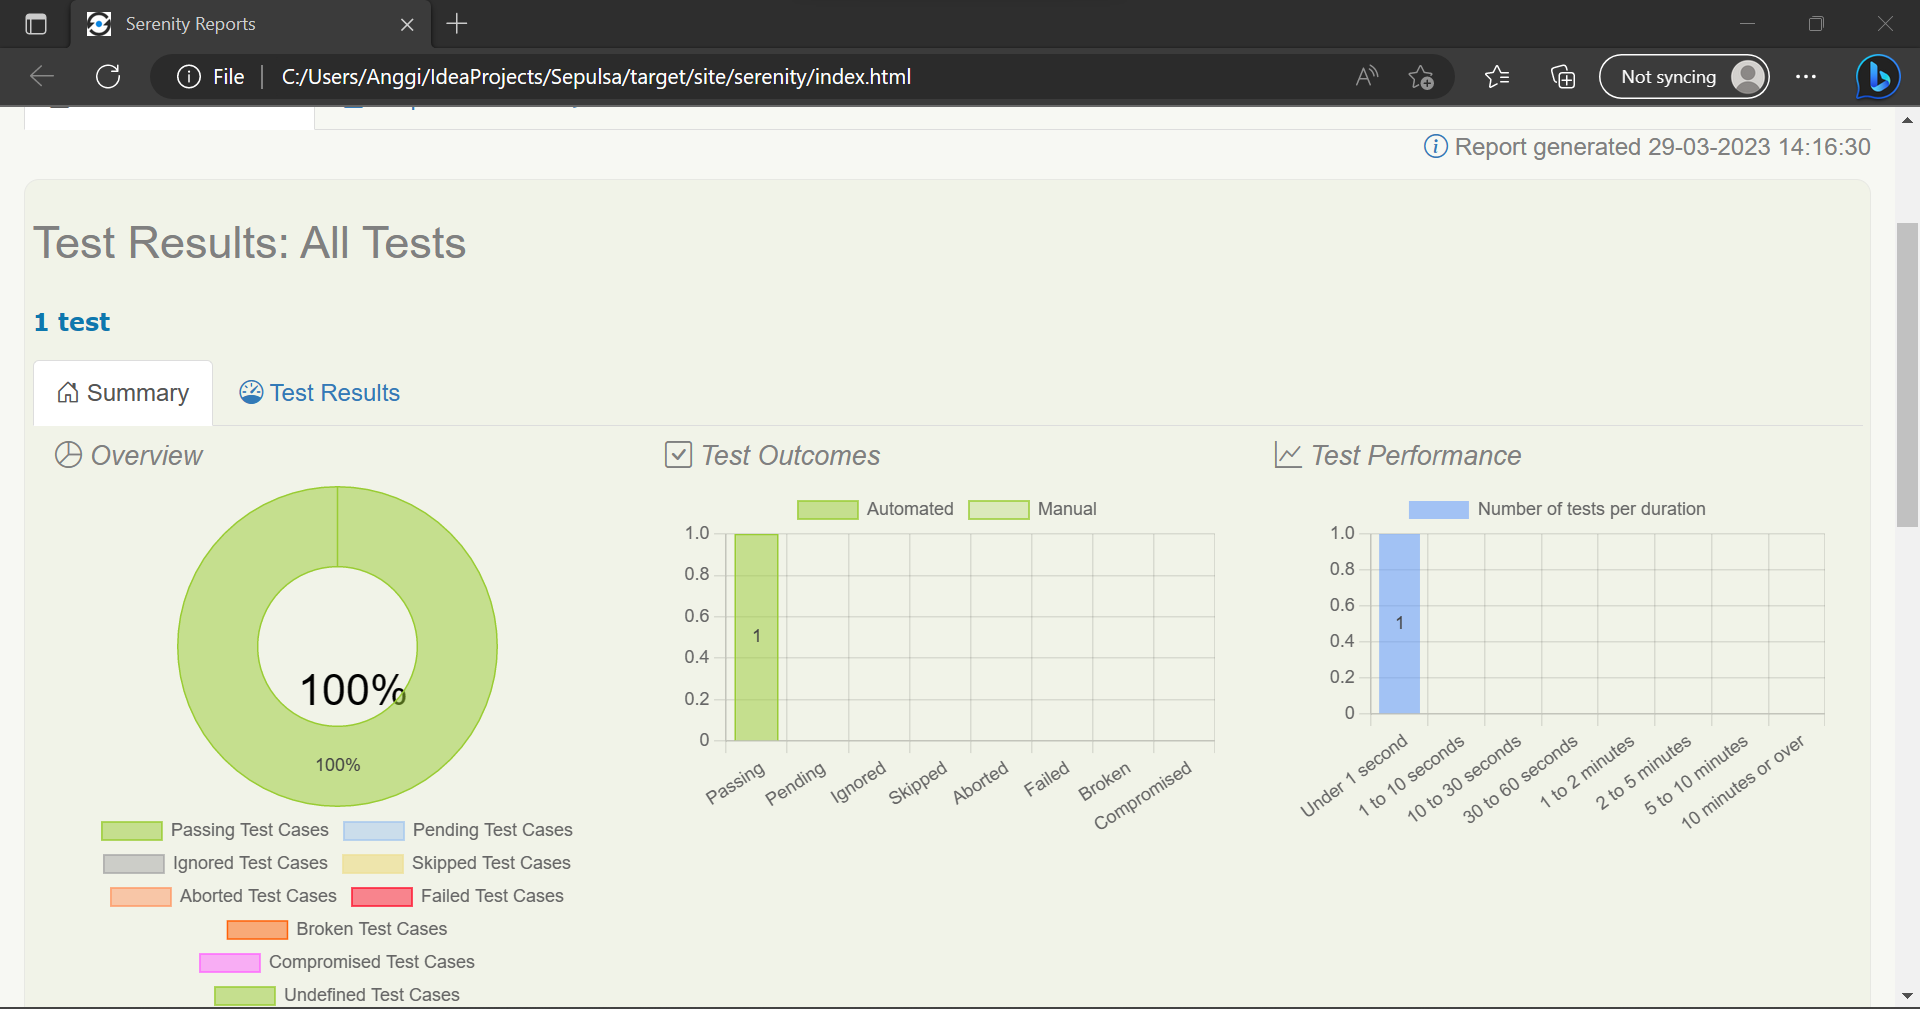 Serenity Reports
File
C:/Users/Anggi/IdeaProjects/Sepulsa/target/site/serenity/index.html
Not syncing
Report generated 29-03-2023 14:16:30
Test Results: All Tests
1 test
Summary
Test Results
Overview
100%
100%
Passing Test Cases
Pending Test Cases
Ignored Test Cases
Skipped Test Cases
Aborted Test Cases
Failed Test Cases
Broken Test Cases
Compromised Test Cases
Undefined Test Cases
Test Outcomes
Automated
Manual
1.0
0.8
0.6
0.4
0.2
0
1
Passing
Pending
Ignored
Skipped
Aborted
Failed
Broken
Compromised
Test Performance
Number of tests per duration
1.0
0.8
0.6
0.4
0.2
0
1
Under 1 second
1 to 10 seconds
10 to 30 seconds
30 to 60 seconds
1 to 2 minutes
2 to 5 minutes
5 to 10 minutes
10 minutes or over